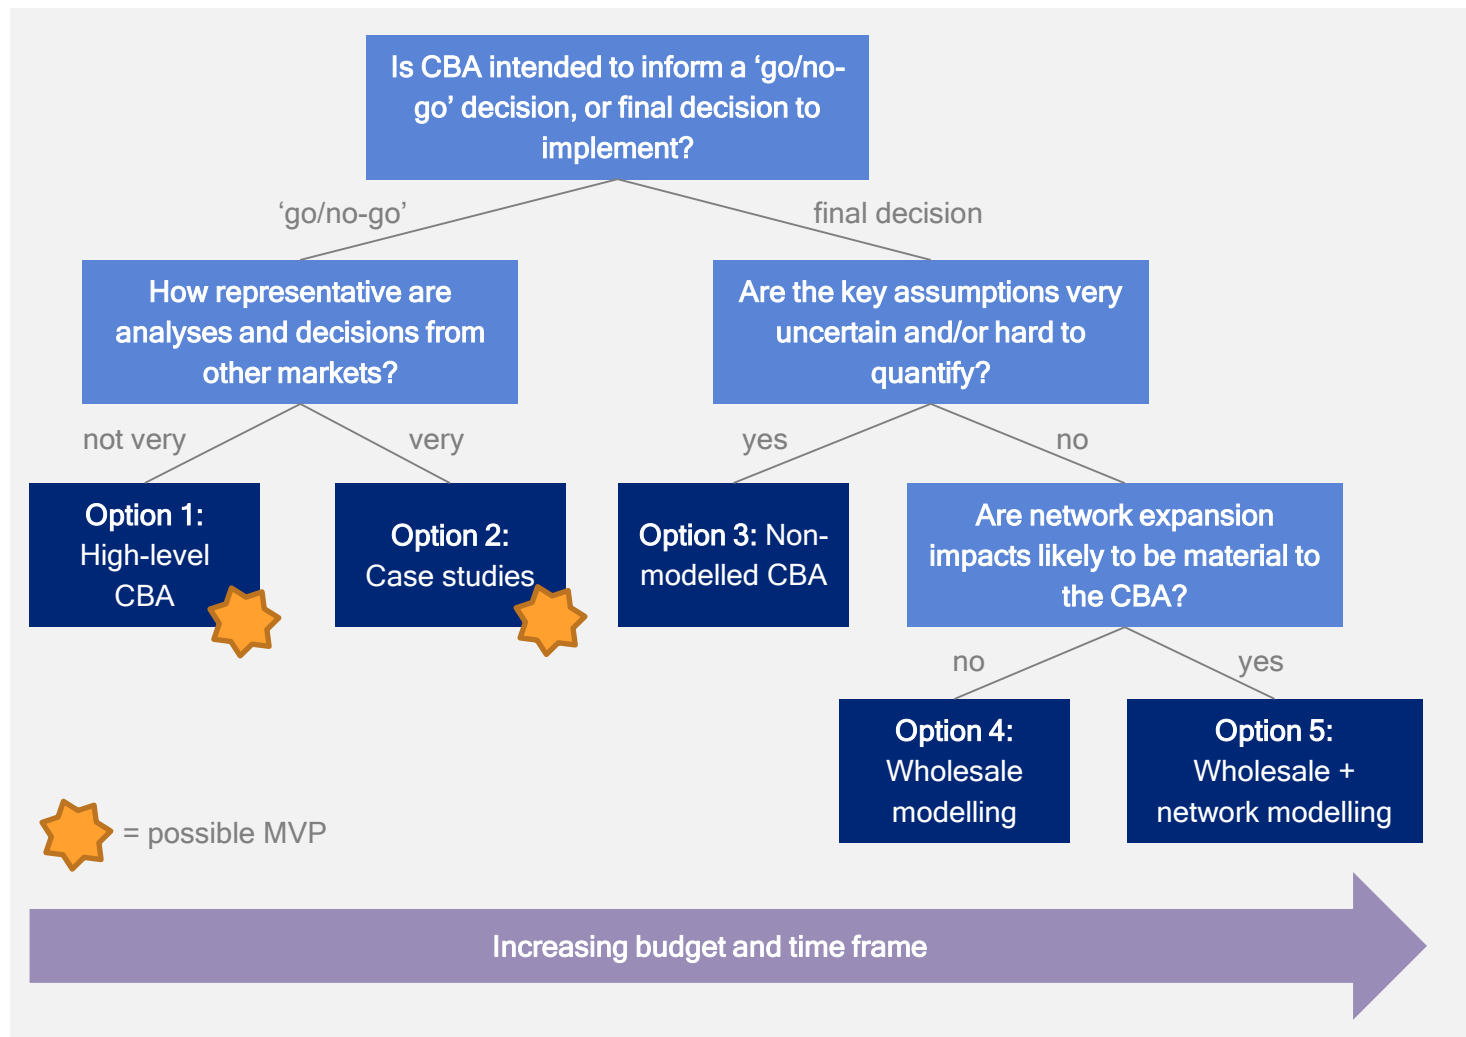 Is CBA intended to inform a ‘go/no-
go’ decision, or final decision to
implement?
‘go/no-go’
final decision
How representative are
analyses and decisions from
other markets?
Are the key assumptions very
uncertain and/or hard to
quantify?
not very
very
yes
no
Option 1:
High-level
CBA
Option 2:
Case studies
Option 3: Non-
modelled CBA
Are network expansion
impacts likely to be material to
the CBA?
no
yes
Option 4:
Wholesale
modelling
Option 5:
Wholesale +
network modelling
= possible MVP
Increasing budget and time frame